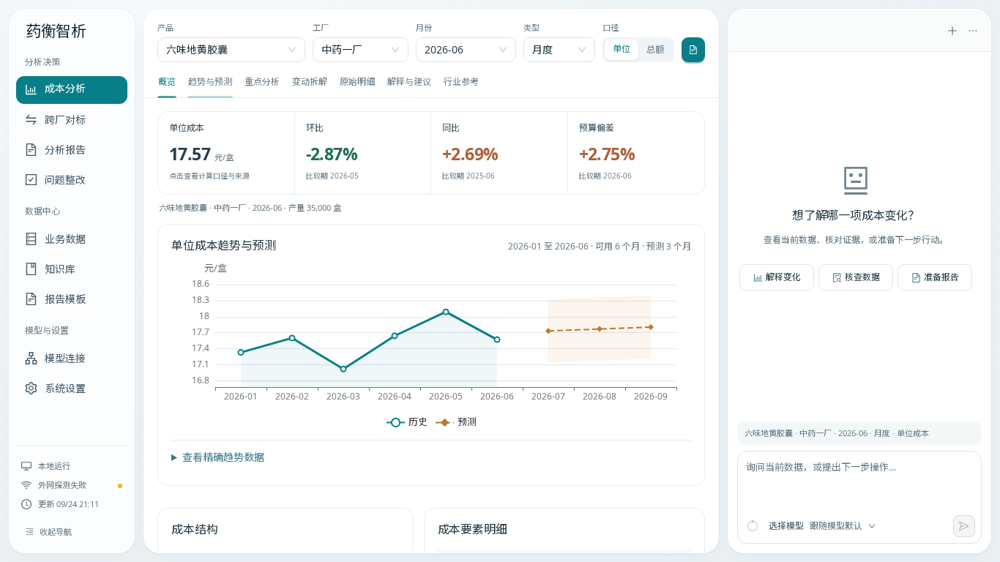 药衡智析
分析决策
成本分析
跨厂对标
分析报告
问题整改
数据中心
业务数据
知识库
报告模板
模型与设置
模型连接
系统设置
本地运行
外网探测失败
更新 09/24 21:11
收起导航
产品 工厂 月份 类型 口径
六味地黄胶囊 中药一厂 2026-06 月度 单位 总额
概览 趋势与预测 重点分析 变动拆解 原始明细 解释与建议 行业参考
单位成本 环比 同比 预算偏差
17.57 元/盒 -2.87% +2.69% +2.75%
点击查看计算口径与来源 比较期 2026-05 比较期 2025-06 比较期 2026-06
六味地黄胶囊 · 中药一厂 · 2026-06 · 产量 35,000 盒
单位成本趋势与预测 2026-01 至 2026-06 · 可用 6 个月 · 预测 3 个月
元/盒
18.6
18.3
18
17.7
17.4
17.1
16.8
2026-01 2026-02 2026-03 2026-04 2026-05 2026-06 2026-07 2026-08 2026-09
历史 预测
查看精确趋势数据
成本结构 成本要素明细
想了解哪一项成本变化？
查看当前数据、核对证据，或准备下一步行动。
解释变化 核查数据 准备报告
六味地黄胶囊 · 中药一厂 · 2026-06 · 月度 · 单位成本
询问当前数据，或提出下一步操作...
选择模型 跟随模型默认